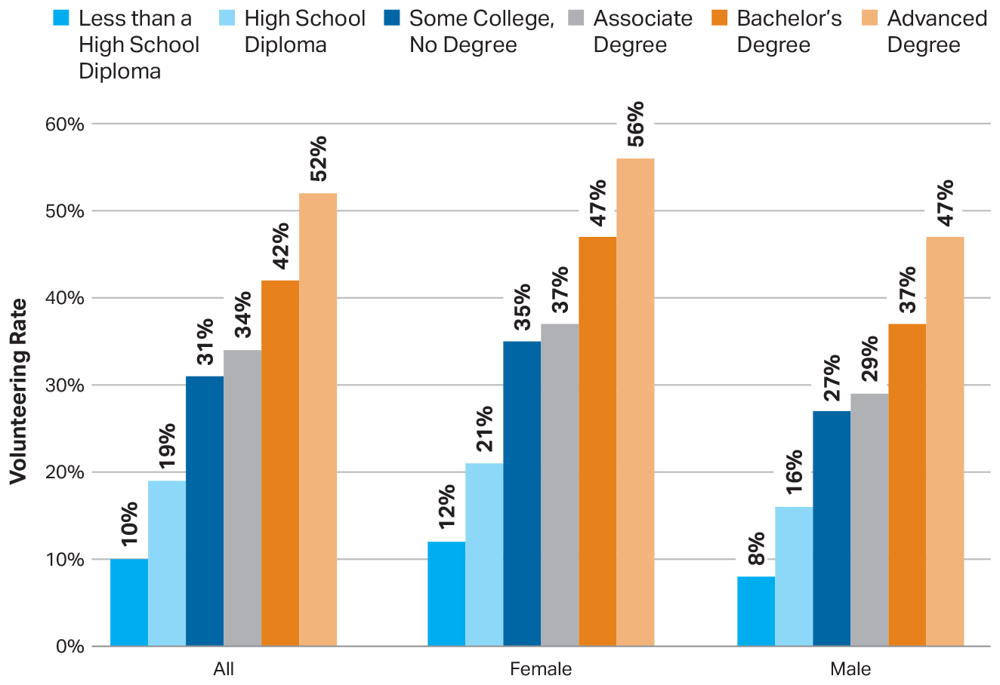 Less than a
High School
Diploma
High School
Diploma
Some College,
No Degree
Associate
Degree
Bachelor’s
Degree
Advanced
Degree
Volunteering Rate
60%
50%
40%
30%
20%
10%
0%
10%
19%
31%
34%
42%
52%
12%
21%
35%
37%
47%
56%
8%
16%
27%
29%
37%
47%
All
Female
Male